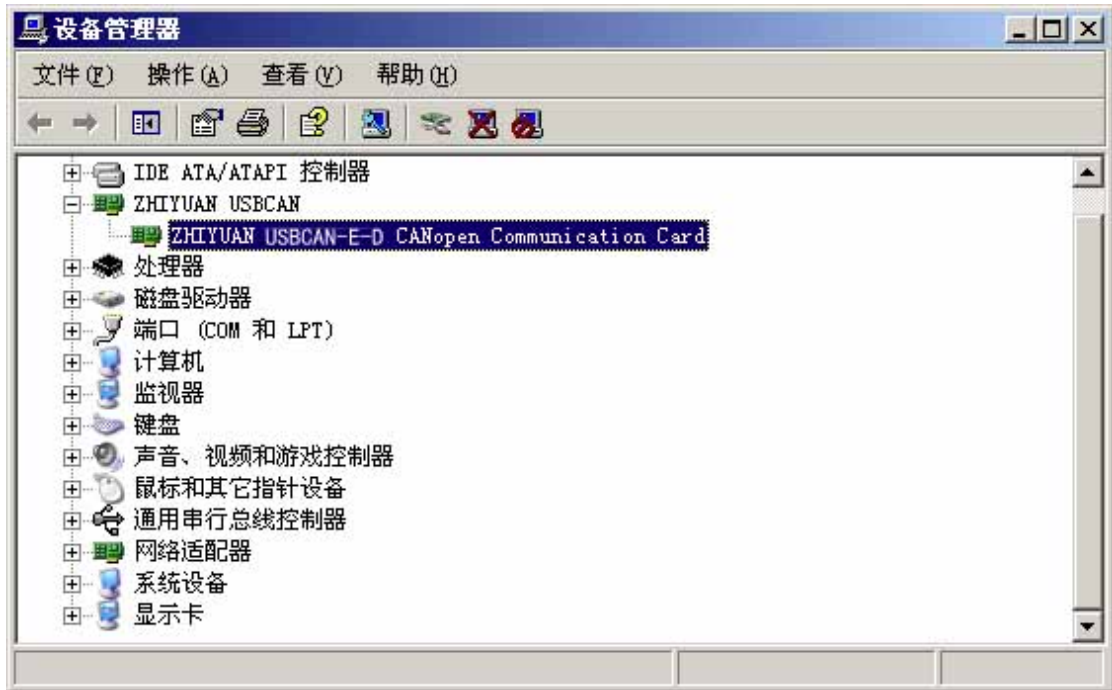 设备管理器
文件(F) 操作(A) 查看(V) 帮助(H)
IDE ATA/ATAPI 控制器
ZHIYUAN USBCAN
ZHIYUAN USBCAN-E-D CANopen Communication Card
处理器
磁盘驱动器
端口 (COM 和 LPT)
计算机
监视器
键盘
声音、视频和游戏控制器
鼠标和其它指针设备
通用串行总线控制器
网络适配器
系统设备
显示卡